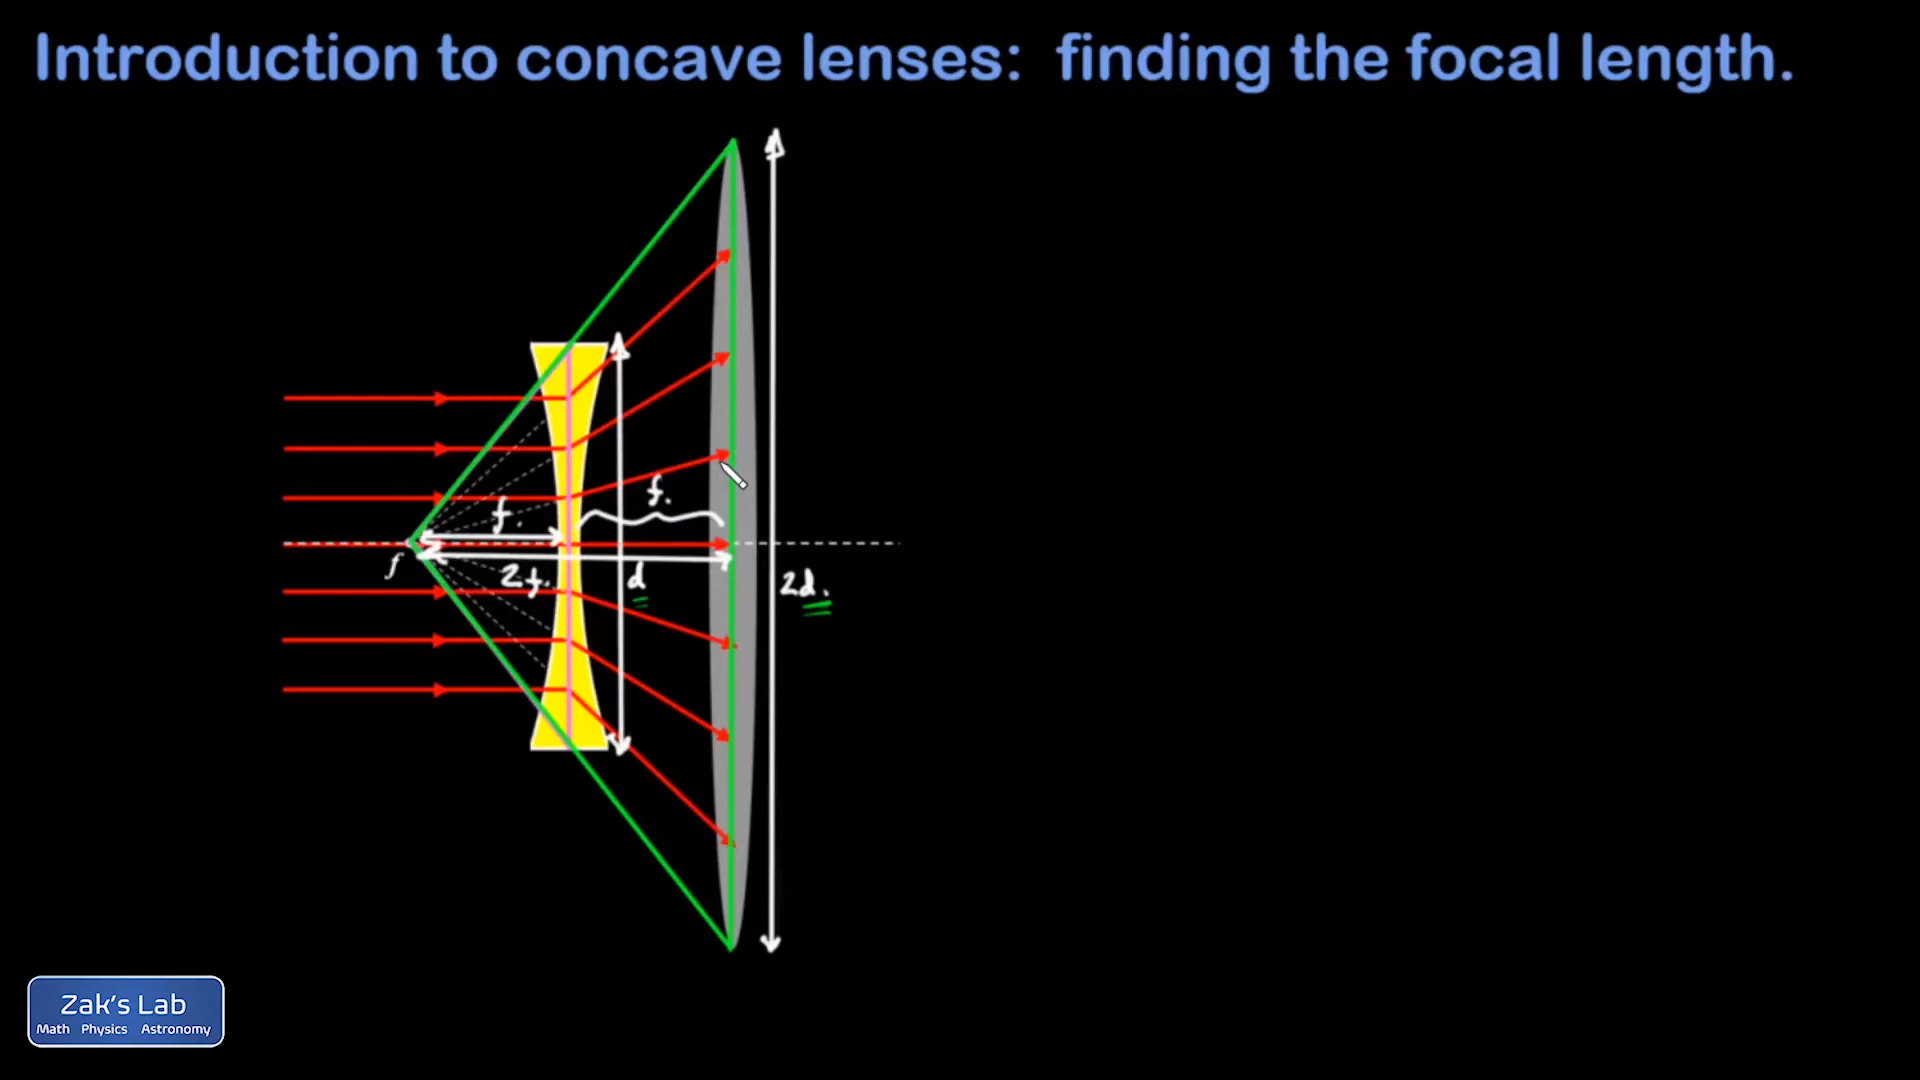 Introduction to concave lenses: finding the focal length.
f.
f.
f
2f.
d
2d.
Zak's Lab
Math Physics Astronomy